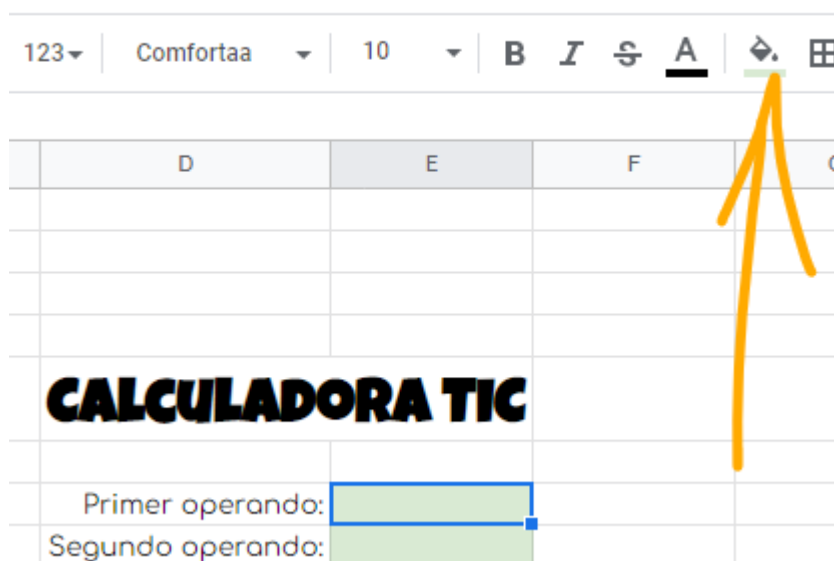 123 Comfortaa 10 B I S A
D E F
CALCULADORA TIC
Primer operando:
Segundo operando: